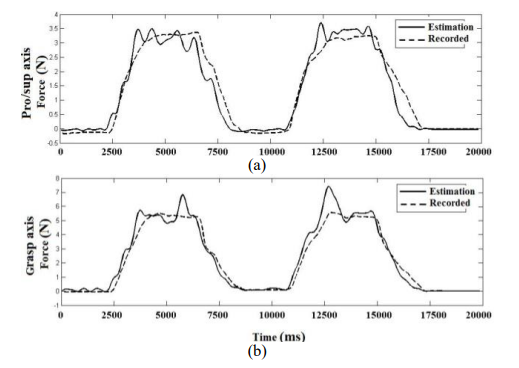 4
3.5
3
2.5
2
1.5
1
0.5
0
-0.5
Pro/sup axis
Force (N)
Estimation
Recorded
0 2500 5000 7500 10000 12500 15000 17500 20000
(a)
8
7
6
5
4
3
2
1
0
-1
Grasp axis
Force (N)
Estimation
Recorded
0 2500 5000 7500 10000 12500 15000 17500 20000
Time (ms)
(b)